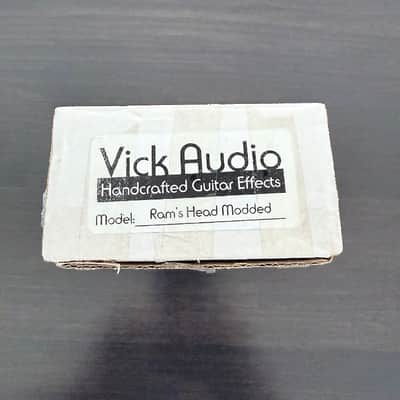 Vick Audio
Handcrafted Guitar Effects
Model: Ram's Head Modded